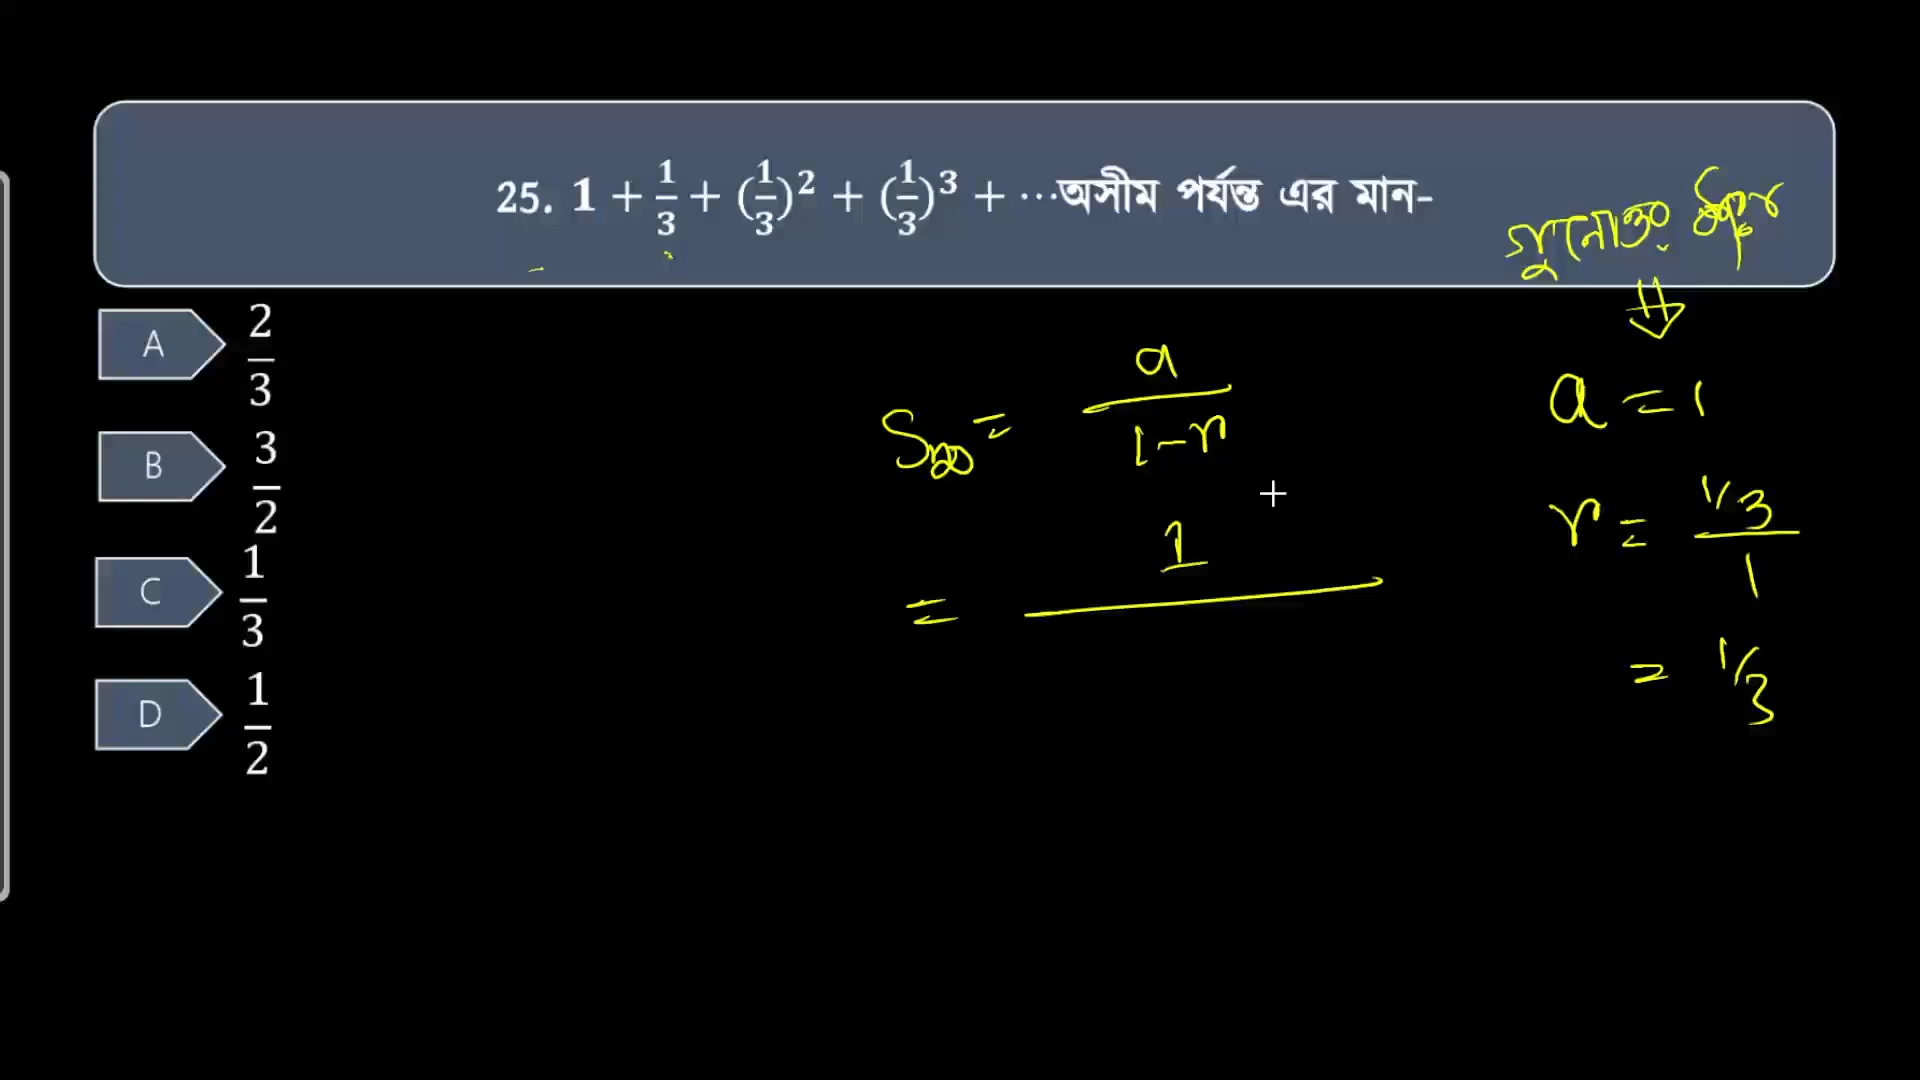 25. 1 + 1/3 + (1/3)² + (1/3)³ + ⋯অসীম পর্যন্ত এর মান-
গুনোত্তর
A 2/3
B 3/2
C 1/3
D 1/2
S∞ = a/(1-r)
= 1
a = 1
r = (1/3)/1
= 1/3